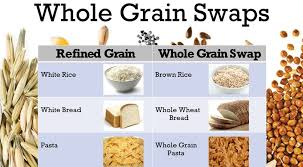 Whole Grain Swaps
Refined Grain Whole Grain Swap
White Rice Brown Rice
White Bread Whole Wheat
Bread
Pasta Whole Grain
Pasta